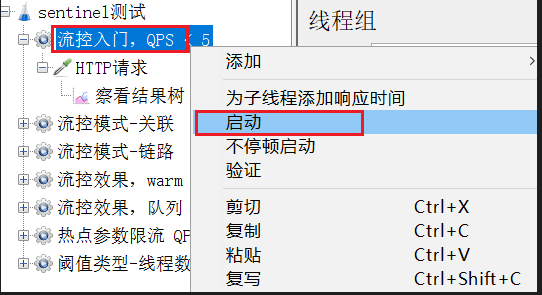 sentinel测试
线程组
流控入门，QPS < 5
HTTP请求
察看结果树
流控模式-关联
流控模式-链路
流控效果，warm
流控效果，队列
热点参数限流 QP
阈值类型-线程数
添加
为子线程添加响应时间
启动
不停顿启动
验证
剪切 Ctrl+X
复制 Ctrl+C
粘贴 Ctrl+V
复写 Ctrl+Shift+C